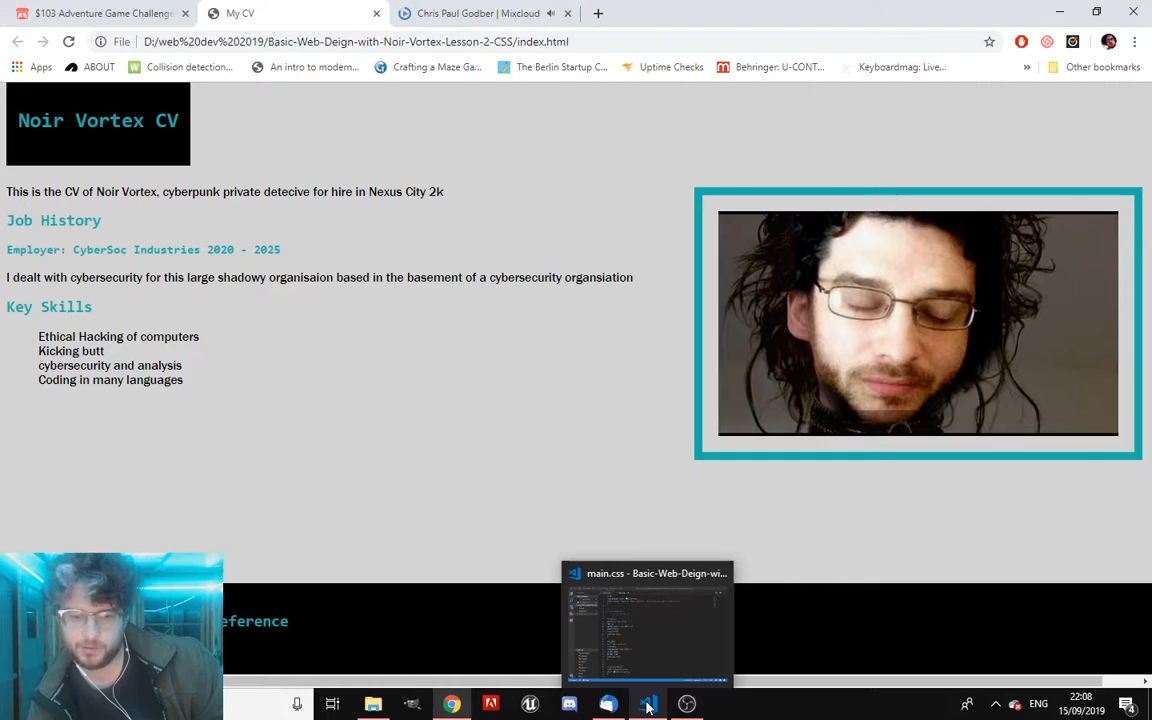 $103 Adventure Game Challenge
My CV
Chris Paul Godber | Mixcloud
File | D:/web%20dev%202019/Basic-Web-Deign-with-Noir-Vortex-Lesson-2-CSS/index.html
Apps
ABOUT
Collision detection...
An intro to modern...
Crafting a Maze Ga...
The Berlin Startup C...
Uptime Checks
Behringer: U-CONT...
Keyboardmag: Live...
»
Other bookmarks
Noir Vortex CV
This is the CV of Noir Vortex, cyberpunk private detecive for hire in Nexus City 2k
Job History
Employer: CyberSoc Industries 2020 - 2025
I dealt with cybersecurity for this large shadowy organisaion based in the basement of a cybersecurity organsiation
Key Skills
Ethical Hacking of computers
Kicking butt
cybersecurity and analysis
Coding in many languages
main.css - Basic-Web-Deign-wi...
eference
ENG
22:08
15/09/2019
4